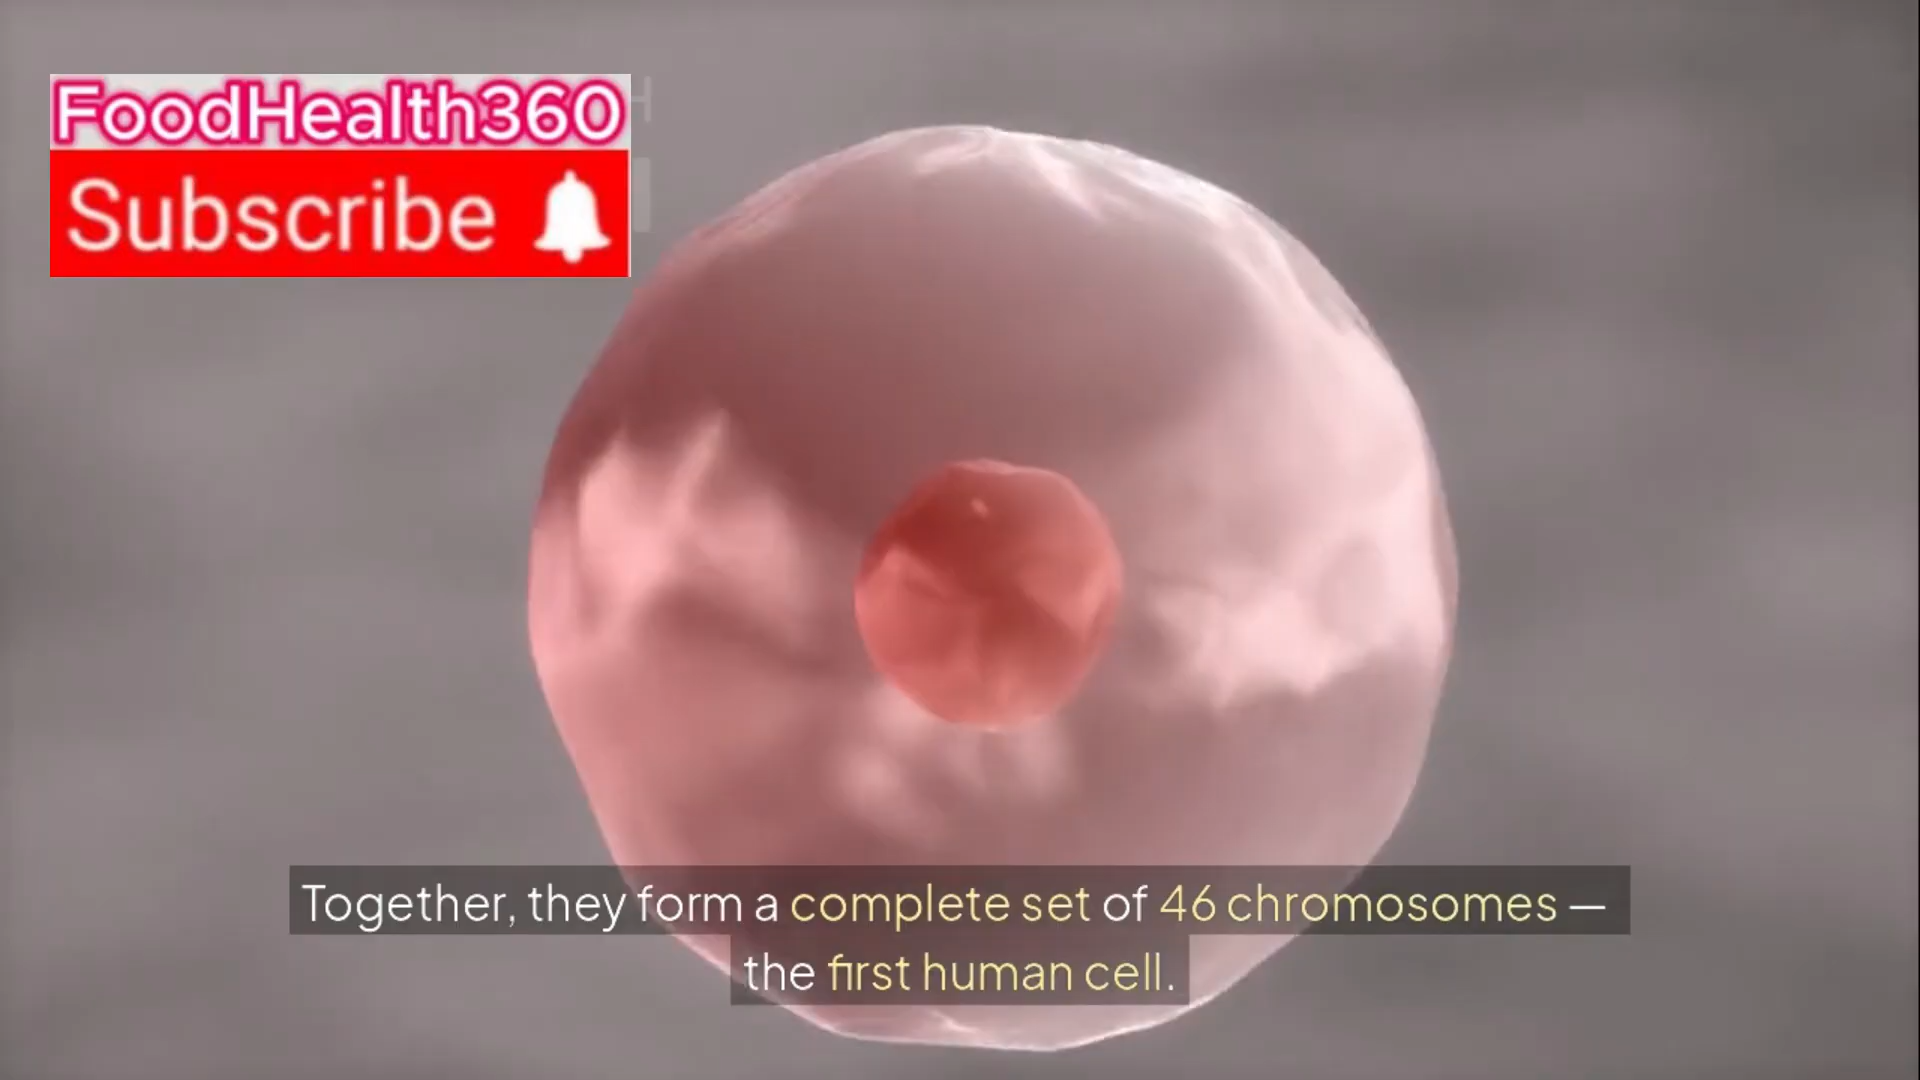 FoodHealth360
Subscribe
Together, they form a complete set of 46 chromosomes —
the first human cell.